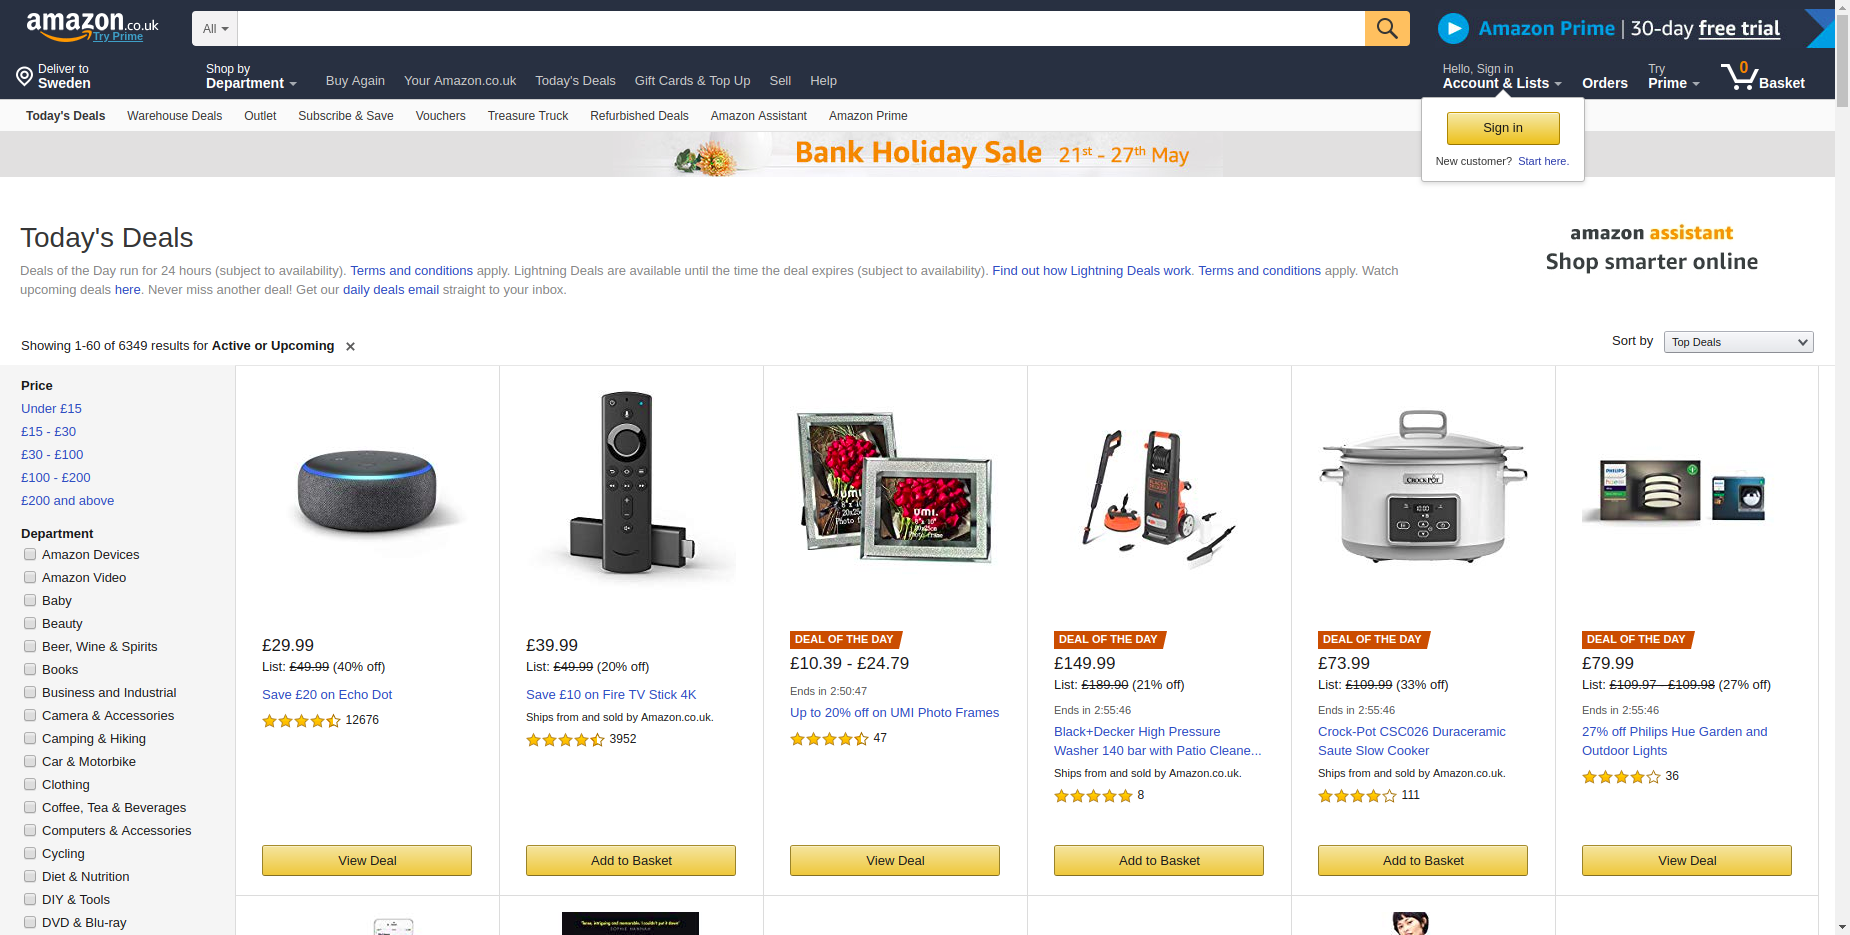 amazon.co.uk
Try Prime
All
Amazon Prime | 30-day free trial
Deliver to
Sweden
Shop by
Department
Buy Again
Your Amazon.co.uk
Today's Deals
Gift Cards & Top Up
Sell
Help
Hello, Sign in
Account & Lists
Orders
Try
Prime
0
Basket
Today's Deals
Warehouse Deals
Outlet
Subscribe & Save
Vouchers
Treasure Truck
Refurbished Deals
Amazon Assistant
Amazon Prime
Sign in
New customer? Start here.
Bank Holiday Sale 21st - 27th May
Today's Deals
Deals of the Day run for 24 hours (subject to availability). Terms and conditions apply. Lightning Deals are available until the time the deal expires (subject to availability). Find out how Lightning Deals work. Terms and conditions apply. Watch
upcoming deals here. Never miss another deal! Get our daily deals email straight to your inbox.
amazon assistant
Shop smarter online
Showing 1-60 of 6349 results for Active or Upcoming
Sort by
Top Deals
Price
Under £15
£15 - £30
£30 - £100
£100 - £200
£200 and above
Department
Amazon Devices
Amazon Video
Baby
Beauty
Beer, Wine & Spirits
Books
Business and Industrial
Camera & Accessories
Camping & Hiking
Car & Motorbike
Clothing
Coffee, Tea & Beverages
Computers & Accessories
Cycling
Diet & Nutrition
DIY & Tools
DVD & Blu-ray
£29.99
List: £49.99 (40% off)
Save £20 on Echo Dot
12676
View Deal
£39.99
List: £49.99 (20% off)
Save £10 on Fire TV Stick 4K
Ships from and sold by Amazon.co.uk.
3952
Add to Basket
umi.
8"x 10"
20x25cm
DEAL OF THE DAY
£10.39 - £24.79
Ends in 2:50:47
Up to 20% off on UMI Photo Frames
47
View Deal
DEAL OF THE DAY
£149.99
List: £189.90 (21% off)
Ends in 2:55:46
Black+Decker High Pressure
Washer 140 bar with Patio Cleane...
Ships from and sold by Amazon.co.uk.
8
Add to Basket
CROCK·POT
DEAL OF THE DAY
£73.99
List: £109.99 (33% off)
Ends in 2:55:46
Crock-Pot CSC026 Duraceramic
Saute Slow Cooker
Ships from and sold by Amazon.co.uk.
111
Add to Basket
PHILIPS
DEAL OF THE DAY
£79.99
List: £109.97 - £109.98 (27% off)
Ends in 2:55:46
27% off Philips Hue Garden and
Outdoor Lights
36
View Deal
'Tense, intriguing and memorable. I couldn't put it down'
SOPHIE HANNAH